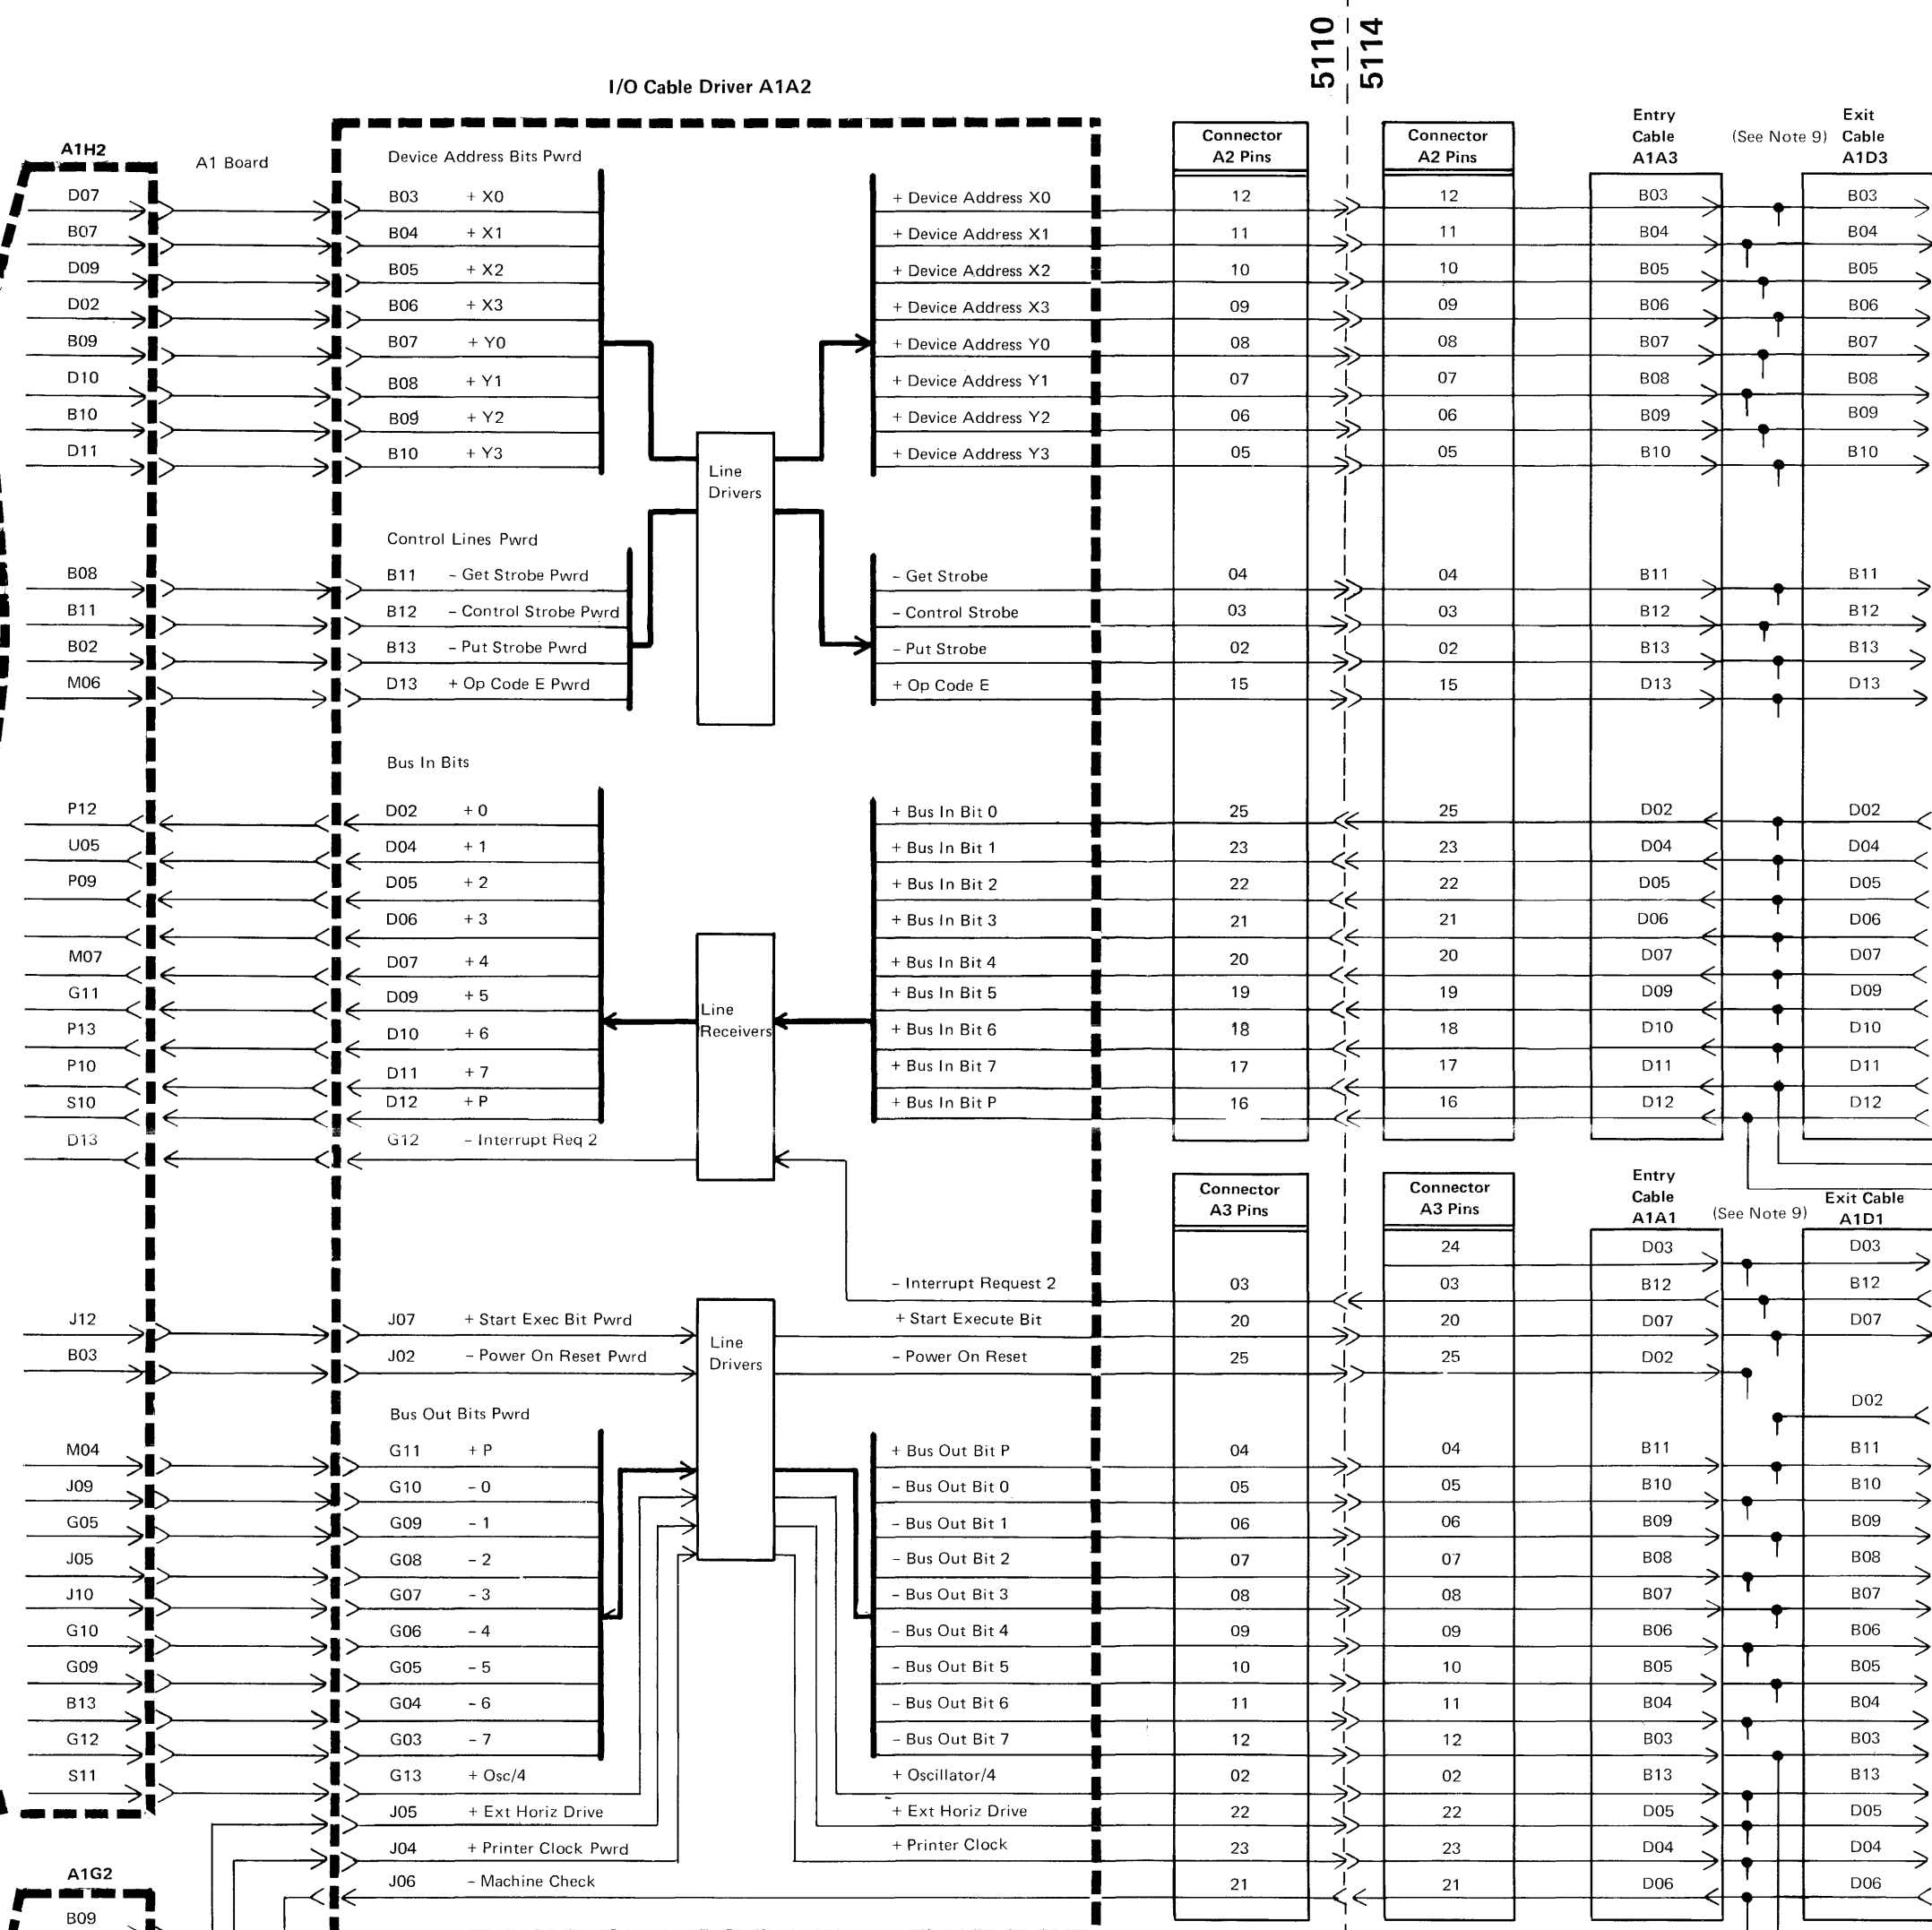 5110
5114
I/O Cable Driver A1A2
A1H2
A1 Board
Device Address Bits Pwrd
Connector
A2 Pins
Connector
A2 Pins
Entry
Cable
A1A3
(See Note 9)
Exit
Cable
A1D3
D07 B03 + X0 + Device Address X0 12 12 B03 B03
B07 B04 + X1 + Device Address X1 11 11 B04 B04
D09 B05 + X2 + Device Address X2 10 10 B05 B05
D02 B06 + X3 + Device Address X3 09 09 B06 B06
B09 B07 + Y0 + Device Address Y0 08 08 B07 B07
D10 B08 + Y1 + Device Address Y1 07 07 B08 B08
B10 B09 + Y2 + Device Address Y2 06 06 B09 B09
D11 B10 + Y3 + Device Address Y3 05 05 B10 B10
Line
Drivers
Control Lines Pwrd
B08 B11 – Get Strobe Pwrd – Get Strobe 04 04 B11 B11
B11 B12 – Control Strobe Pwrd – Control Strobe 03 03 B12 B12
B02 B13 – Put Strobe Pwrd – Put Strobe 02 02 B13 B13
M06 D13 + Op Code E Pwrd + Op Code E 15 15 D13 D13
Bus In Bits
P12 D02 + 0 + Bus In Bit 0 25 25 D02 D02
U05 D04 + 1 + Bus In Bit 1 23 23 D04 D04
P09 D05 + 2 + Bus In Bit 2 22 22 D05 D05
D06 + 3 + Bus In Bit 3 21 21 D06 D06
M07 D07 + 4 + Bus In Bit 4 20 20 D07 D07
G11 D09 + 5 + Bus In Bit 5 19 19 D09 D09
Line
Receivers
P13 D10 + 6 + Bus In Bit 6 18 18 D10 D10
P10 D11 + 7 + Bus In Bit 7 17 17 D11 D11
S10 D12 + P + Bus In Bit P 16 16 D12 D12
D13 G12 – Interrupt Req 2
Connector
A3 Pins
Connector
A3 Pins
Entry
Cable
A1A1
(See Note 9)
Exit Cable
A1D1
24 D03 D03
– Interrupt Request 2 03 03 B12 B12
J12 J07 + Start Exec Bit Pwrd + Start Execute Bit 20 20 D07 D07
Line
Drivers
B03 J02 – Power On Reset Pwrd – Power On Reset 25 25 D02
D02
Bus Out Bits Pwrd
M04 G11 + P + Bus Out Bit P 04 04 B11 B11
J09 G10 – 0 – Bus Out Bit 0 05 05 B10 B10
G05 G09 – 1 – Bus Out Bit 1 06 06 B09 B09
J05 G08 – 2 – Bus Out Bit 2 07 07 B08 B08
J10 G07 – 3 – Bus Out Bit 3 08 08 B07 B07
G10 G06 – 4 – Bus Out Bit 4 09 09 B06 B06
G09 G05 – 5 – Bus Out Bit 5 10 10 B05 B05
B13 G04 – 6 – Bus Out Bit 6 11 11 B04 B04
G12 G03 – 7 – Bus Out Bit 7 12 12 B03 B03
S11 G13 + Osc/4 + Oscillator/4 02 02 B13 B13
J05 + Ext Horiz Drive + Ext Horiz Drive 22 22 D05 D05
J04 + Printer Clock Pwrd + Printer Clock 23 23 D04 D04
J06 – Machine Check 21 21 D06 D06
A1G2
B09